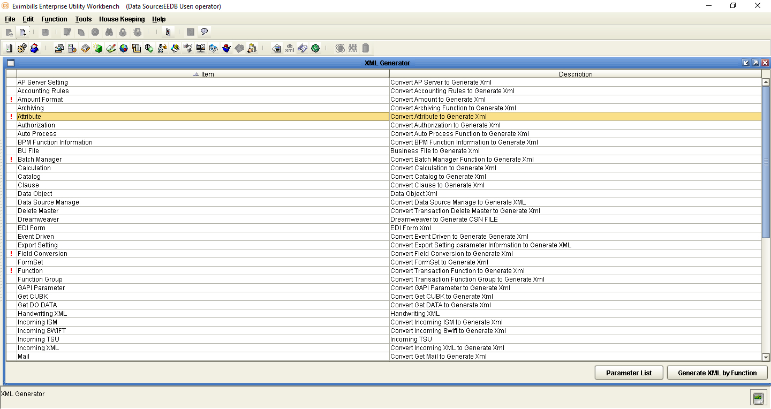 Eximbills Enterprise Utility Workbench (Data Source:EEDB User: operator)
File Edit Function Tools House Keeping Help
XML Generator
Item Description
AP Server Setting Convert AP Server to Generate Xml
Accounting Rules Convert Accounting Rules to Generate Xml
! Amount Format Convert Amount to Generate Xml
Archiving Convert Archiving Function to Generate Xml
! Attribute Convert Attribute to Generate Xml
Authorization Convert Authorization to Generate Xml
Auto Process Convert Auto Process Function to Generate Xml
BPM Function Information Convert BPM Function Information to Generate Xml
BU File Business File to Generate Xml
! Batch Manager Convert Batch Manager Function to Generate Xml
Calculation Convert Calculation to Generate Xml
Catalog Convert Catalog to Generate Xml
Clause Convert Clause to Generate Xml
Data Object Data Object Xml
Data Source Manage Convert Data Source Manage to Generate XML
Delete Master Convert Transaction Delete Master to Generate Xml
Dreamweaver Dreamweaver to Generate CSN FILE
EDI Form EDI Form Xml
Event Driven Convert Event Driven to Generate Generate Xml
Export Setting Convert Export Setting parameter Information to Generate XML
! Field Conversion Convert Field Conversion to Generate Xml
FormSet Convert FormSet to Generate Xml
! Function Convert Transaction Function to Generate Xml
Function Group Convert Transaction Function Group to Generate Xml
GAPI Parameter Convert GAPI Parameter to Generate Xml
Get CUBK Convert Get CUBK to Generate Xml
Get DO DATA Convert Get DATA to Generate Xml
Handwriting XML Handwriting XML
Incoming ISM Convert Incoming ISM to Generate Xml
Incoming SWIFT Convert Incoming Swift to Generate Xml
Incoming TSU Incoming TSU
Incoming XML Convert Incoming XML to Generate Xml
Mail Convert Get Mail to Generate Xml
Parameter List Generate XML by Function
XML Generator